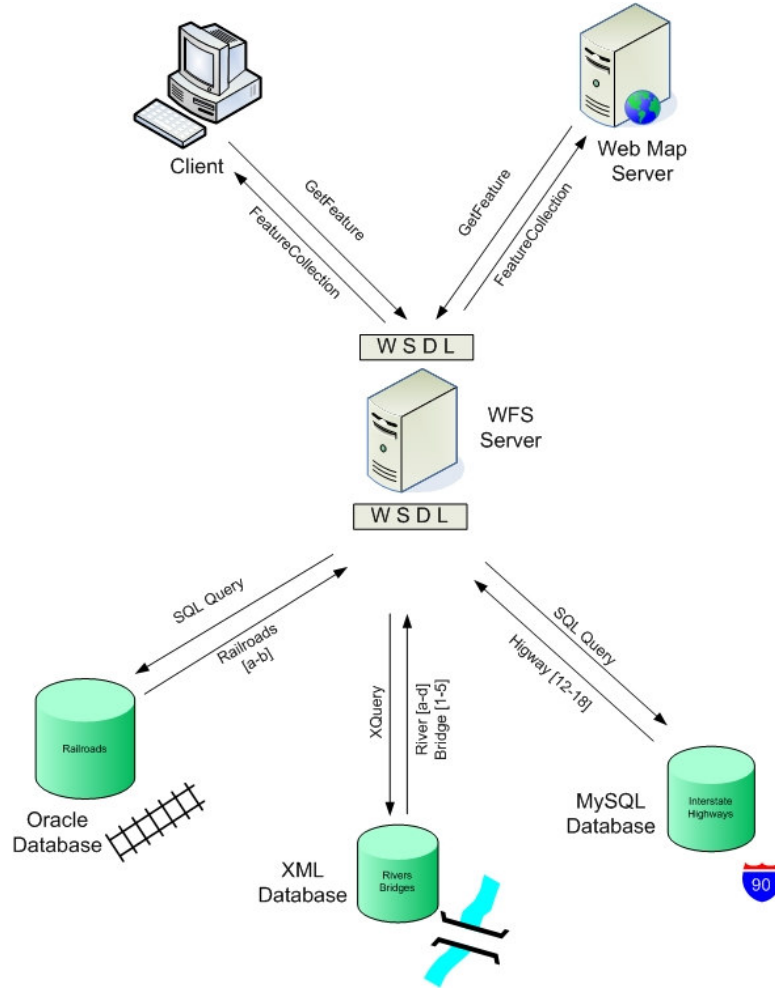 Client
Web Map
Server
GetFeature
FeatureCollection
GetFeature
FeatureCollection
W S D L
WFS
Server
W S D L
SQL Query
Railroads
[a-b]
XQuery
River [a-d]
Bridge [1-5]
SQL Query
Higway [12-18]
Railroads
Oracle
Database
Rivers
Bridges
XML
Database
Interstate
Highways
MySQL
Database
90